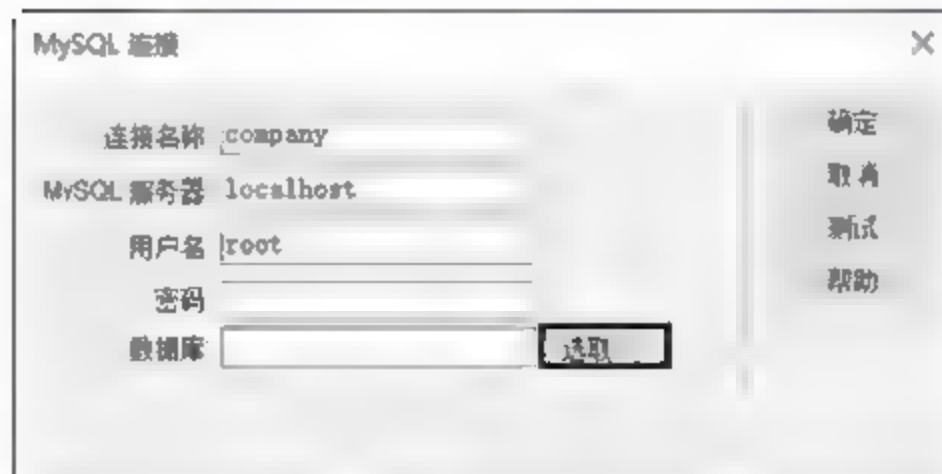 MySQL 连接
连接名称 company
MySQL 服务器 localhost
用户名 root
密码
数据库
选取
确定
取消
测试
帮助